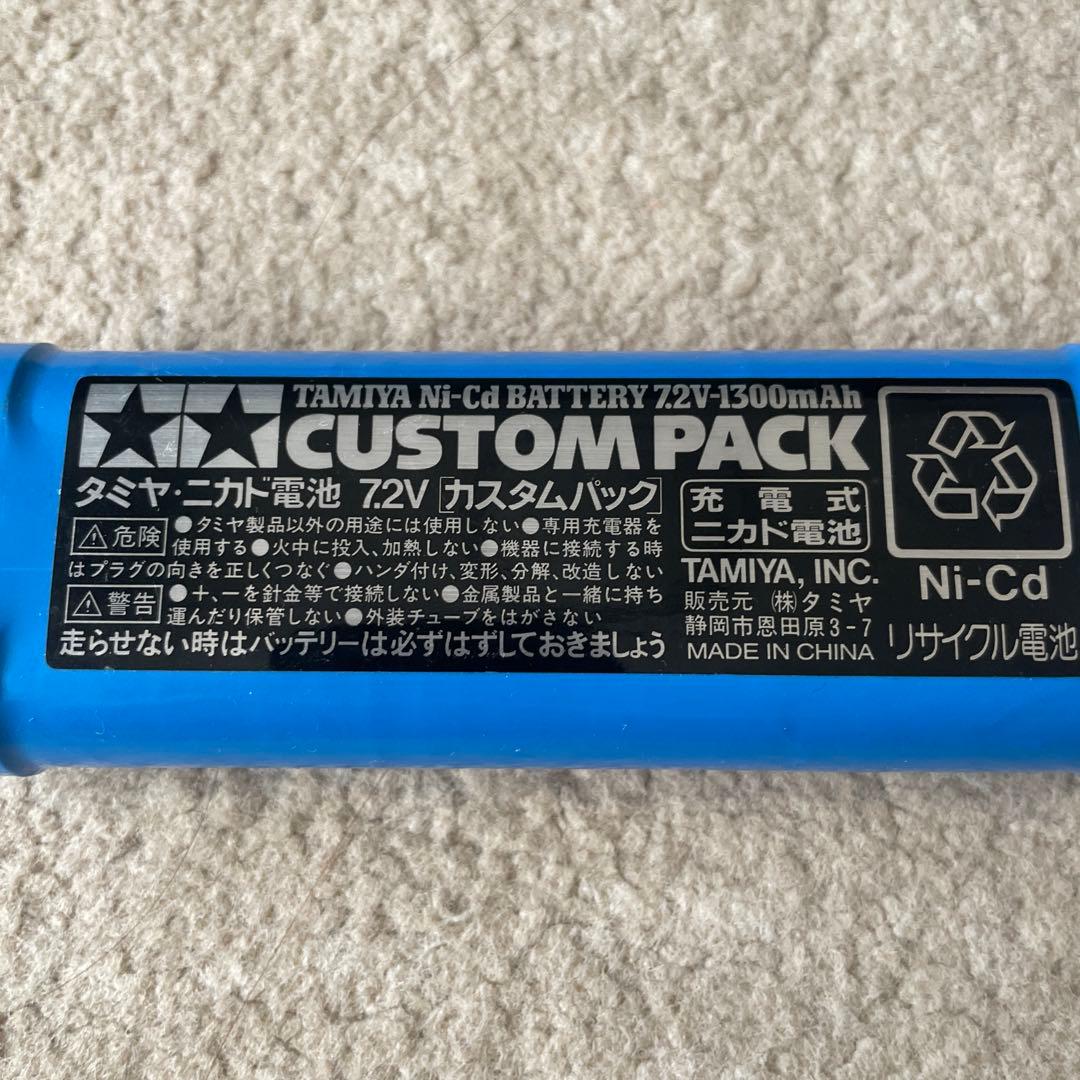 TAMIYA Ni-Cd BATTERY 7.2V-1300mAh
CUSTOM PACK
タミヤ・ニカド電池 7.2V カスタムパック
危険 ●タミヤ製品以外の用途には使用しない●専用充電器を
使用する●火中に投入、加熱しない●機器に接続する時
はプラグの向きを正しくつなぐ●ハンダ付け、変形、分解、改造しない
警告 ●+、−を針金等で接続しない●金属製品と一緒に持ち
運んだり保管しない●外装チューブをはがさない
走らせない時はバッテリーは必ずはずしておきましょう
充電式
ニカド電池
TAMIYA, INC.
販売元 (株)タミヤ
静岡市恩田原3-7
MADE IN CHINA
Ni-Cd
リサイクル電池